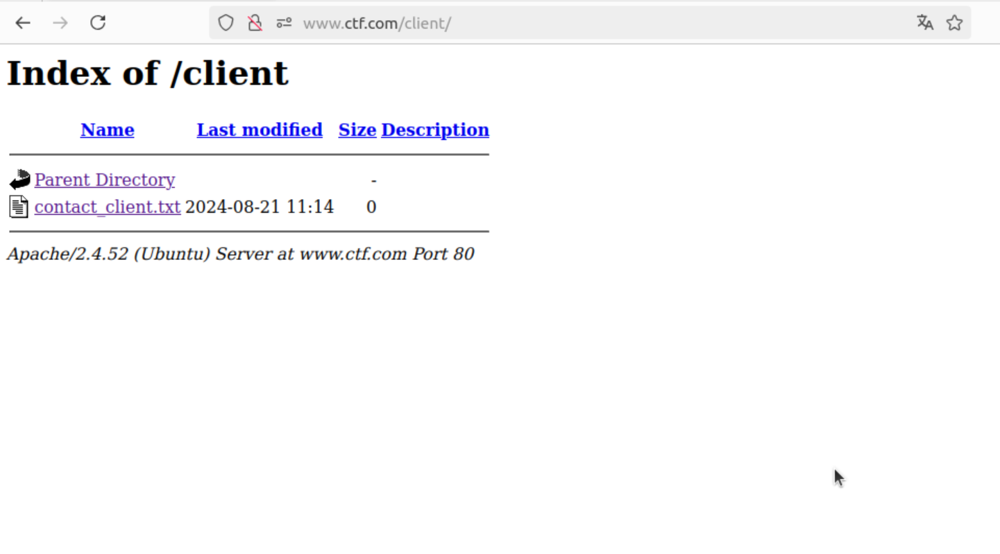 www.ctf.com/client/
Index of /client
Name Last modified Size Description
Parent Directory -
contact_client.txt 2024-08-21 11:14 0
Apache/2.4.52 (Ubuntu) Server at www.ctf.com Port 80